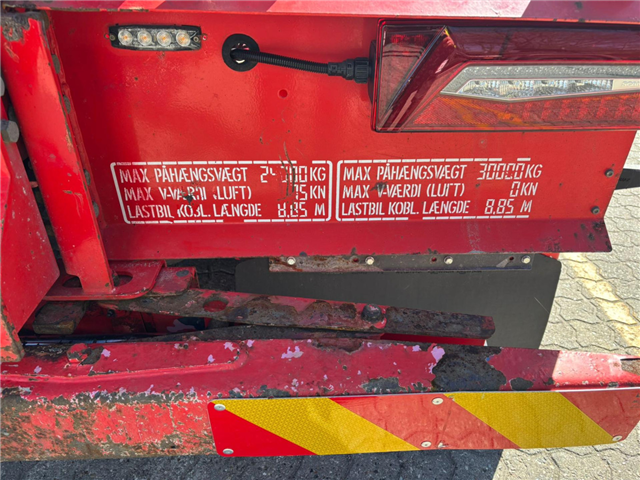 MAX PÅHÆNGSVÆGT KG
MAX V-VÆRDI (LUFT) KN
LASTBIL KOBL. LÆNGDE 8.85 M
MAX PÅHÆNGSVÆGT 30000 KG
MAX V-VÆRDI (LUFT) 0 KN
LASTBIL KOBL. LÆNGDE 8.85 M